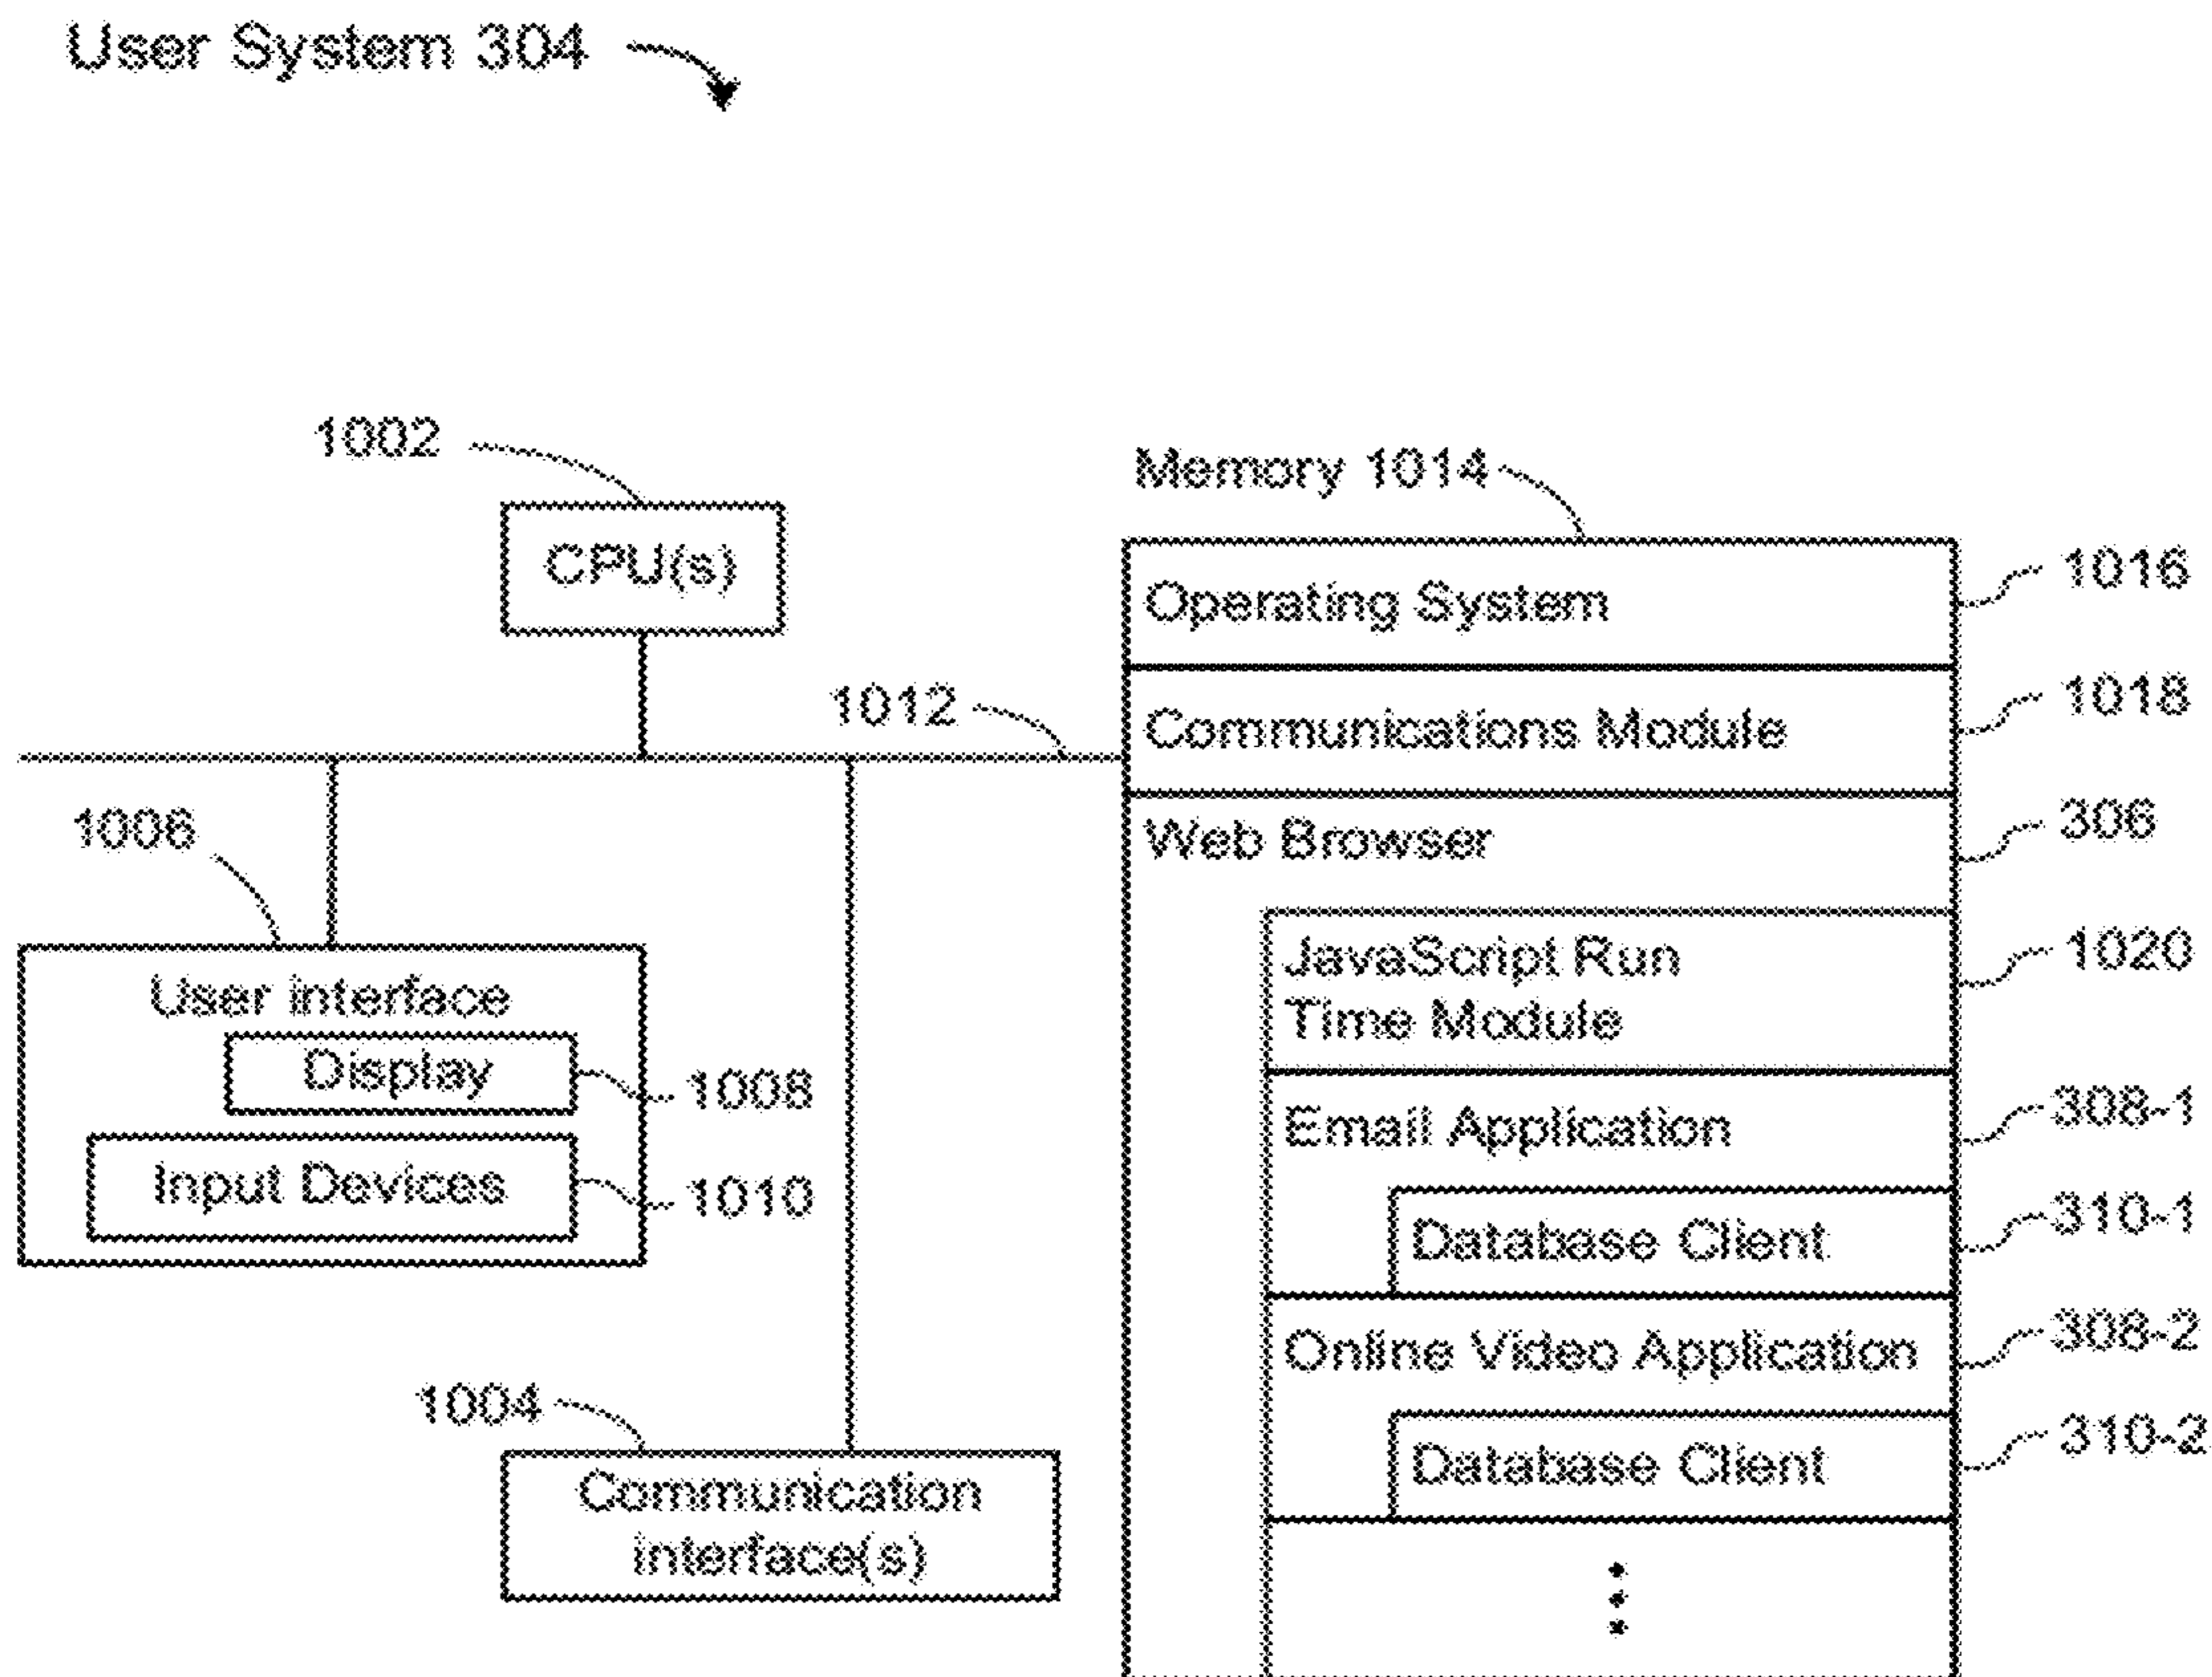 User System 304
1002
CPU(s)
1012
1006
User interface
Display
1008
Input Devices
1010
1004
Communication
interface(s)
Memory 1014
Operating System
1016
Communications Module
1018
Web Browser
306
JavaScript Run
Time Module
1020
Email Application
308-1
Database Client
310-1
Online Video Application
308-2
Database Client
310-2